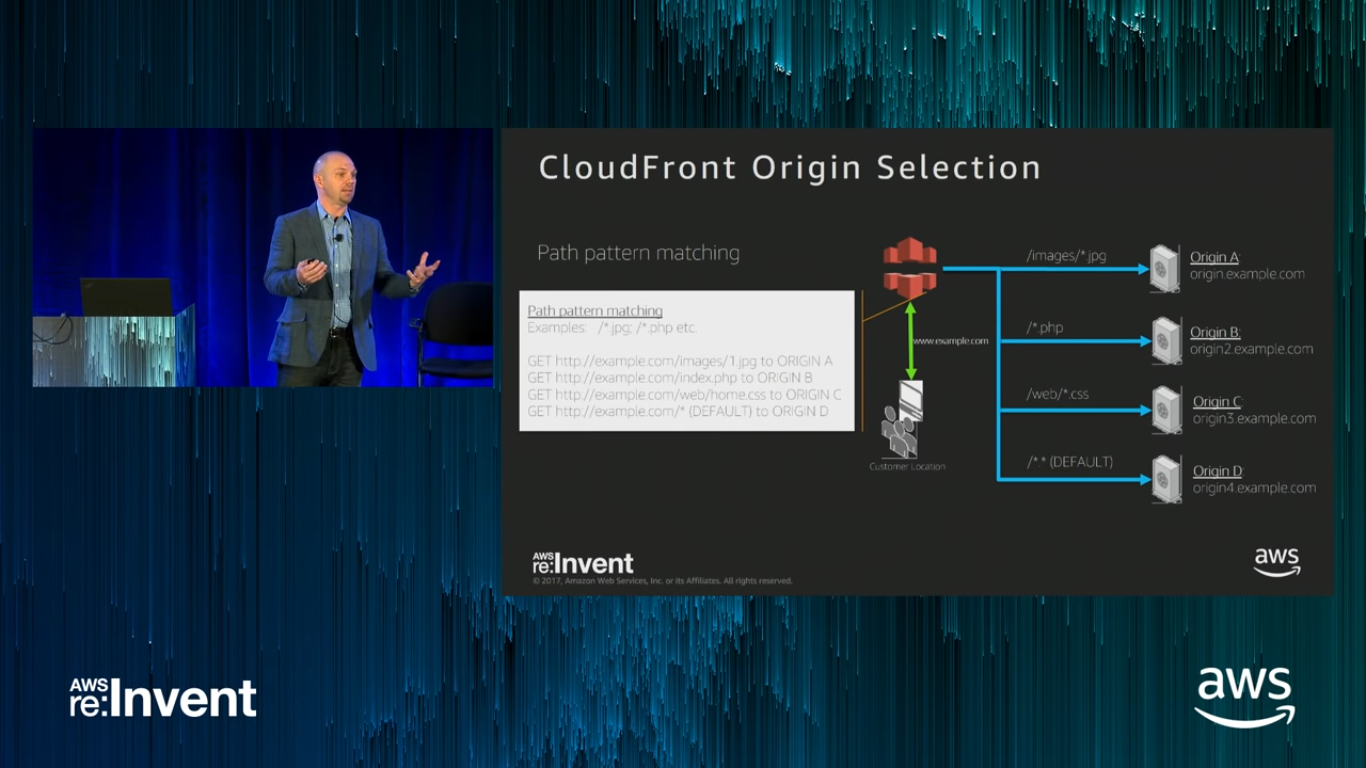 CloudFront Origin Selection
Path pattern matching
Path pattern matching
Examples: /*.jpg; /*.php etc.
GET http://example.com/images/1.jpg to ORIGIN A
GET http://example.com/index.php to ORIGIN B
GET http://example.com/web/home.css to ORIGIN C
GET http://example.com/* (DEFAULT) to ORIGIN D
www.example.com
Customer Location
/images/*.jpg
Origin A:
origin.example.com
/*.php
Origin B:
origin2.example.com
/web/*.css
Origin C:
origin3.example.com
/*.* (DEFAULT)
Origin D:
origin4.example.com
AWS
re:Invent
© 2017, Amazon Web Services, Inc. or its Affiliates. All rights reserved.
aws
AWS
re:Invent
aws